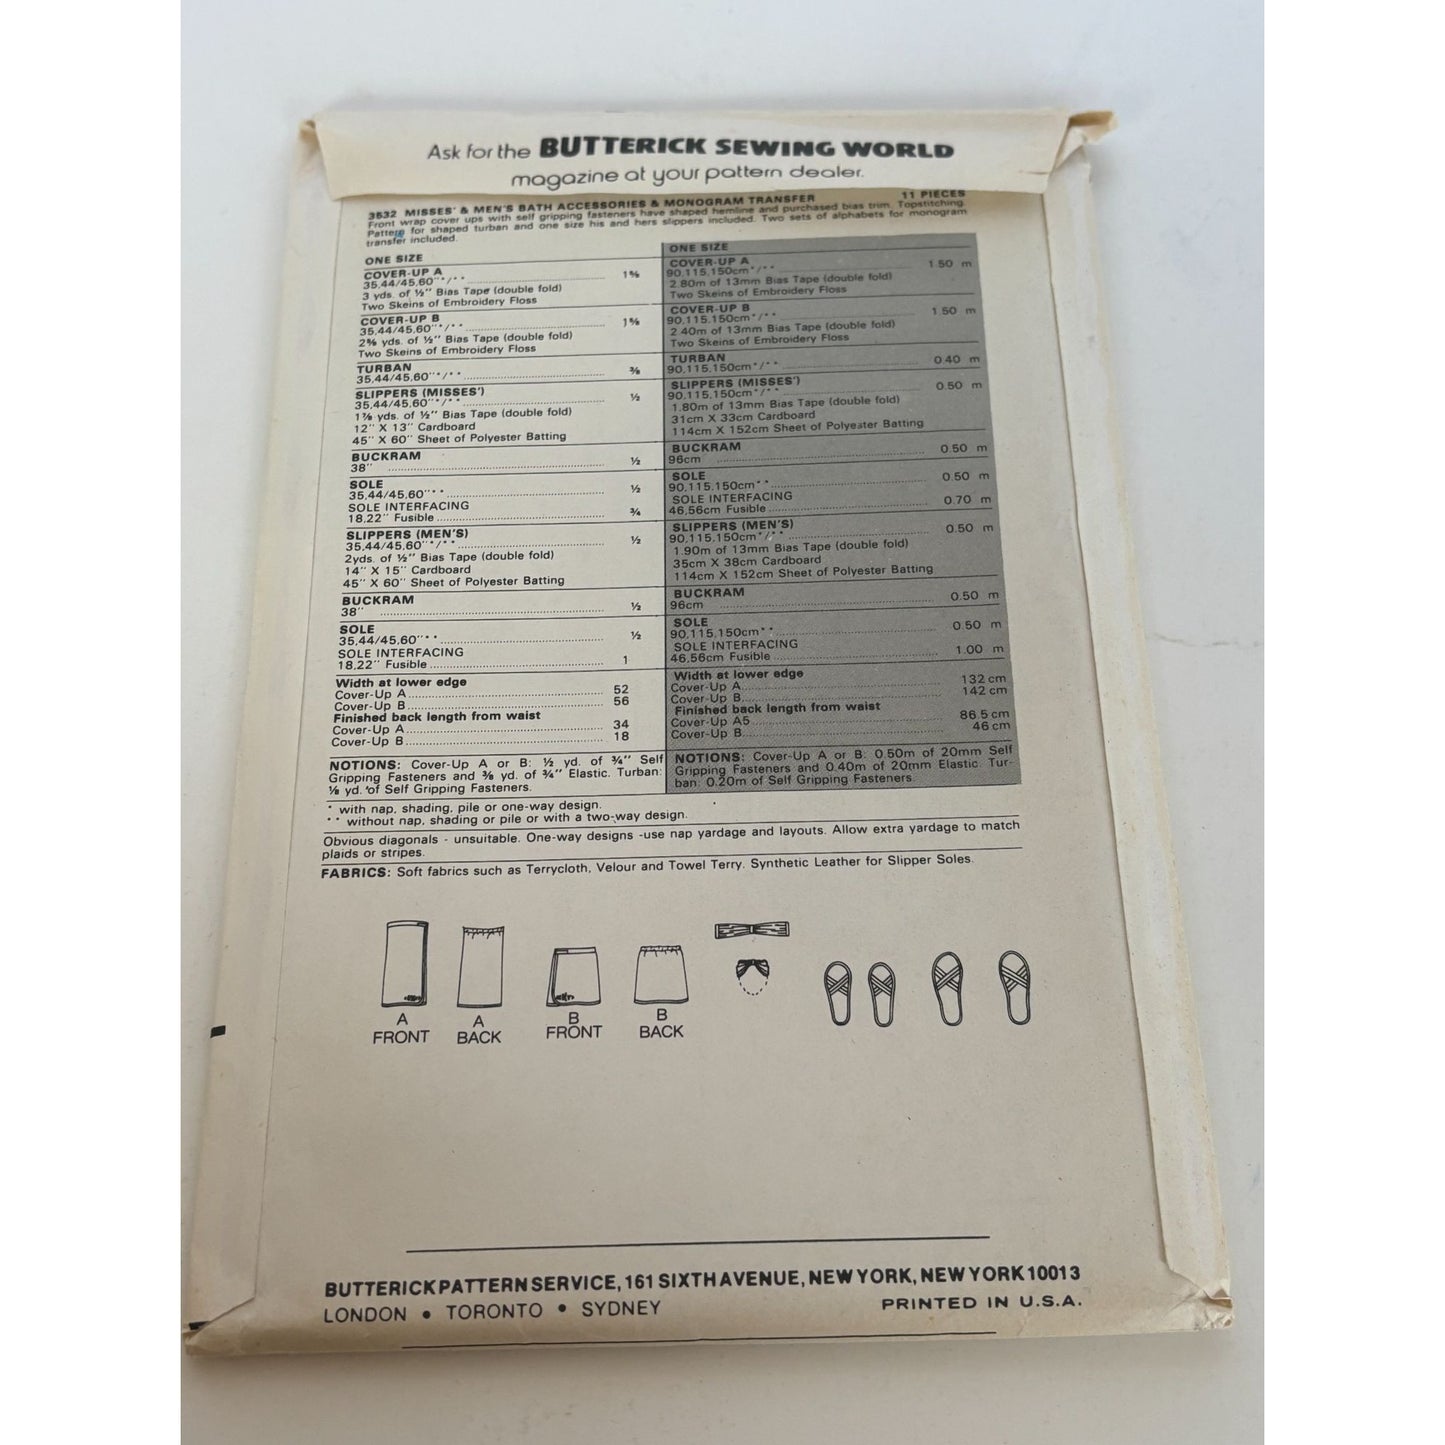 Ask for the BUTTERICK SEWING WORLD
magazine at your pattern dealer.
3532 MISSES' & MEN'S BATH ACCESSORIES & MONOGRAM TRANSFER 11 PIECES
Front wrap cover ups with self gripping fasteners have shaped hemline and purchased bias trim. Topstitching.
Pattern for shaped turban and one size his and hers slippers included. Two sets of alphabets for monogram
transfer included.
ONE SIZE
COVER-UP A
35,44/45,60"*/** 1⅝
3 yds. of ½" Bias Tape (double fold)
Two Skeins of Embroidery Floss
COVER-UP B
35,44/45,60"*/** 1⅝
2⅝ yds. of ½" Bias Tape (double fold)
Two Skeins of Embroidery Floss
TURBAN
35,44/45,60"*/** ⅜
SLIPPERS (MISSES')
35,44/45,60"*/** ½
1⅞ yds. of ½" Bias Tape (double fold)
12" X 13" Cardboard
45" X 60" Sheet of Polyester Batting
BUCKRAM
38" ½
SOLE
35,44/45,60"** ½
SOLE INTERFACING
18,22" Fusible ¾
SLIPPERS (MEN'S)
35,44/45,60"*/** ½
2yds. of ½" Bias Tape (double fold)
14" X 15" Cardboard
45" X 60" Sheet of Polyester Batting
BUCKRAM
38" ½
SOLE
35,44/45,60"** ½
SOLE INTERFACING
18,22" Fusible 1
Width at lower edge
Cover-Up A 52
Cover-Up B 56
Finished back length from waist
Cover-Up A 34
Cover-Up B 18
NOTIONS: Cover-Up A or B: ½ yd. of ¾" Self
Gripping Fasteners and ⅜ yd. of ¾" Elastic. Turban:
⅛ yd. of Self Gripping Fasteners.
ONE SIZE
COVER-UP A
90,115,150cm*/** 1.50 m
2.80m of 13mm Bias Tape (double fold)
Two Skeins of Embroidery Floss
COVER-UP B
90,115,150cm*/** 1.50 m
2.40m of 13mm Bias Tape (double fold)
Two Skeins of Embroidery Floss
TURBAN
90,115,150cm*/** 0.40 m
SLIPPERS (MISSES')
90,115,150cm*/** 0.50 m
1.80m of 13mm Bias Tape (double fold)
31cm X 33cm Cardboard
114cm X 152cm Sheet of Polyester Batting
BUCKRAM
96cm 0.50 m
SOLE
90,115,150cm** 0.50 m
SOLE INTERFACING
46,56cm Fusible 0.70 m
SLIPPERS (MEN'S)
90,115,150cm*/** 0.50 m
1.90m of 13mm Bias Tape (double fold)
35cm X 38cm Cardboard
114cm X 152cm Sheet of Polyester Batting
BUCKRAM
96cm 0.50 m
SOLE
90,115,150cm** 0.50 m
SOLE INTERFACING
46,56cm Fusible 1.00 m
Width at lower edge
Cover-Up A 132 cm
Cover-Up B 142 cm
Finished back length from waist
Cover-Up A5 86.5 cm
Cover-Up B 46 cm
NOTIONS: Cover-Up A or B: 0.50m of 20mm Self
Gripping Fasteners and 0.40m of 20mm Elastic. Tur-
ban: 0.20m of Self Gripping Fasteners.
* with nap, shading, pile or one-way design.
** without nap, shading or pile or with a two-way design.
Obvious diagonals - unsuitable. One-way designs -use nap yardage and layouts. Allow extra yardage to match
plaids or stripes.
FABRICS: Soft fabrics such as Terrycloth, Velour and Towel Terry. Synthetic Leather for Slipper Soles.
A
FRONT
A
BACK
B
FRONT
B
BACK
BUTTERICK PATTERN SERVICE, 161 SIXTH AVENUE, NEW YORK, NEW YORK 10013
LONDON • TORONTO • SYDNEY PRINTED IN U.S.A.